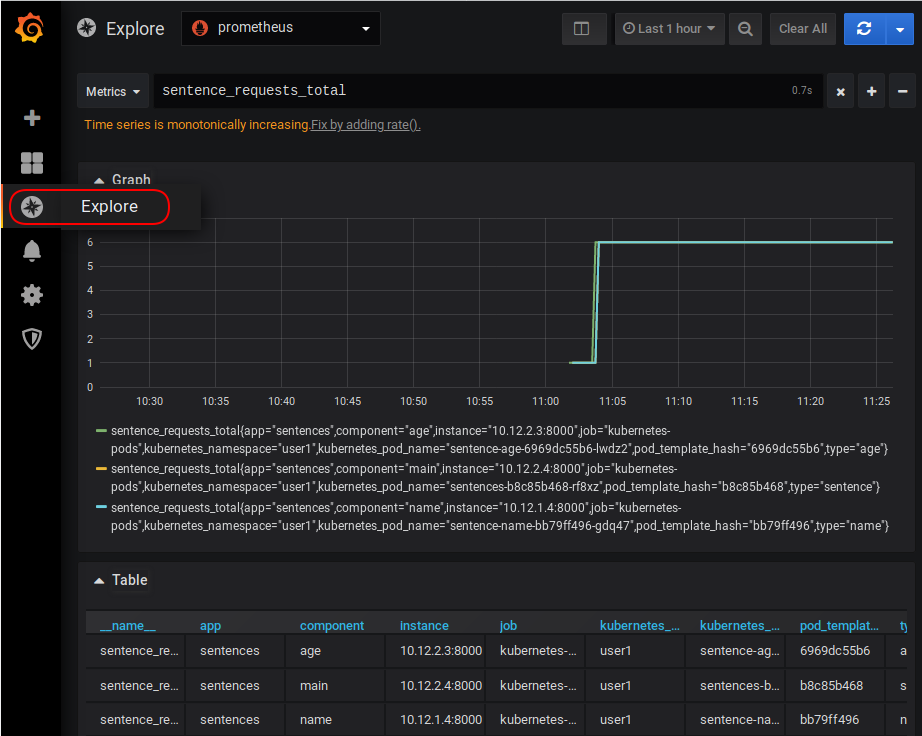 Explore
prometheus
Last 1 hour
Clear All
Metrics
sentence_requests_total
0.7s
Time series is monotonically increasing.Fix by adding rate().
Graph
Explore
6
5
4
3
2
1
0
10:30 10:35 10:40 10:45 10:50 10:55 11:00 11:05 11:10 11:15 11:20 11:25
sentence_requests_total{app="sentences",component="age",instance="10.12.2.3:8000",job="kubernetes-
pods",kubernetes_namespace="user1",kubernetes_pod_name="sentence-age-6969dc55b6-lwdz2",pod_template_hash="6969dc55b6",type="age"}
sentence_requests_total{app="sentences",component="main",instance="10.12.2.4:8000",job="kubernetes-
pods",kubernetes_namespace="user1",kubernetes_pod_name="sentences-b8c85b468-rf8xz",pod_template_hash="b8c85b468",type="sentence"}
sentence_requests_total{app="sentences",component="name",instance="10.12.1.4:8000",job="kubernetes-
pods",kubernetes_namespace="user1",kubernetes_pod_name="sentence-name-bb79ff496-gdq47",pod_template_hash="bb79ff496",type="name"}
Table
__name__ app component instance job kubernetes_... kubernetes_... pod_templat... ty
sentence_re... sentences age 10.12.2.3:8000 kubernetes-... user1 sentence-ag... 6969dc55b6 a
sentence_re... sentences main 10.12.2.4:8000 kubernetes-... user1 sentences-b... b8c85b468 s
sentence_re... sentences name 10.12.1.4:8000 kubernetes-... user1 sentence-na... bb79ff496 n